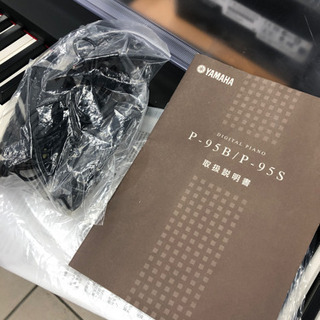 YAMAHA
DIGITAL PIANO
P-95B/P-95S
取扱説明書